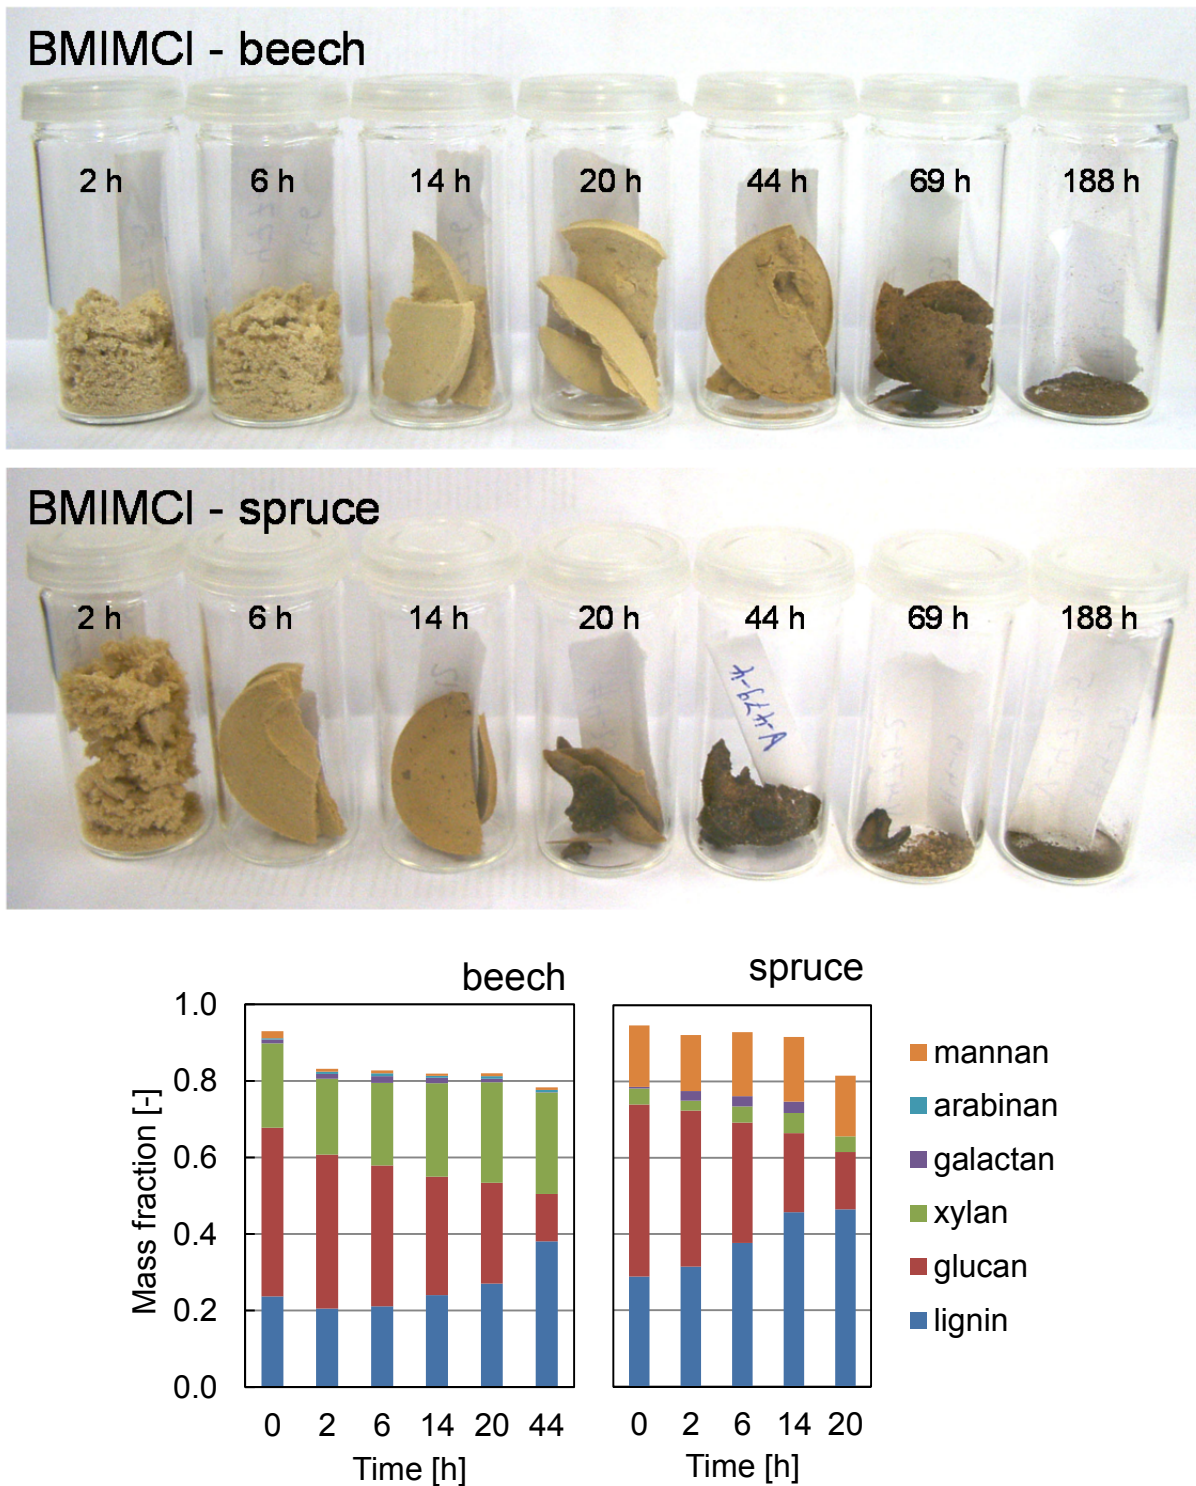 BMIMCl - beech
2 h
6 h
14 h
20 h
44 h
69 h
188 h
BMIMCl - spruce
2 h
6 h
14 h
20 h
44 h
69 h
188 h
A-479-4
beech
spruce
1.0
0.8
0.6
0.4
0.2
0.0
Mass fraction [-]
0 2 6 14 20 44
Time [h]
0 2 6 14 20
Time [h]
mannan
arabinan
galactan
xylan
glucan
lignin